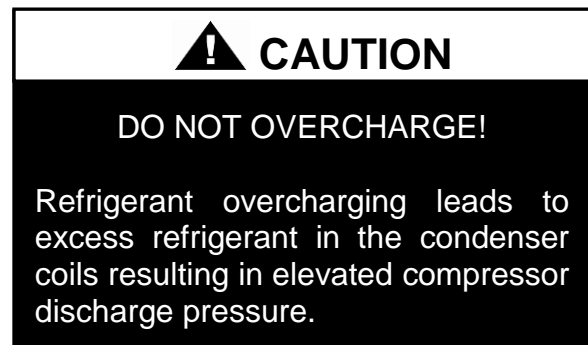 CAUTION
DO NOT OVERCHARGE!
Refrigerant overcharging leads to
excess refrigerant in the condenser
coils resulting in elevated compressor
discharge pressure.